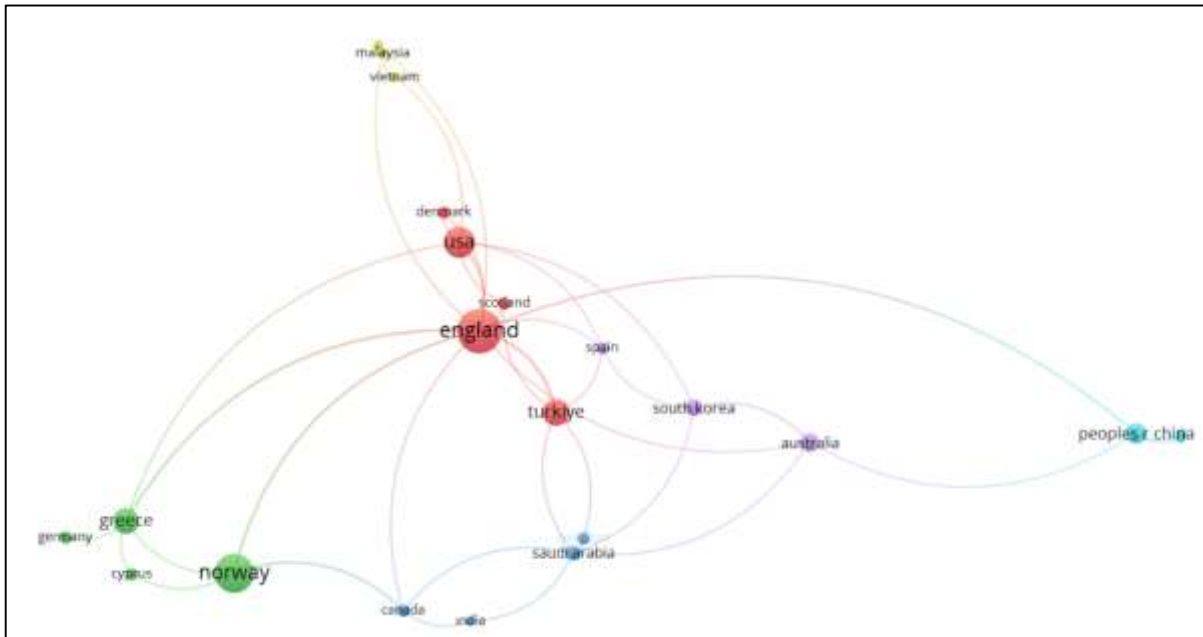 malaysia
vietnam
denmark
usa
scotland
england
spain
turkiye
south korea
australia
peoples r china
greece
germany
cyprus
norway
saudi arabia
canada
india